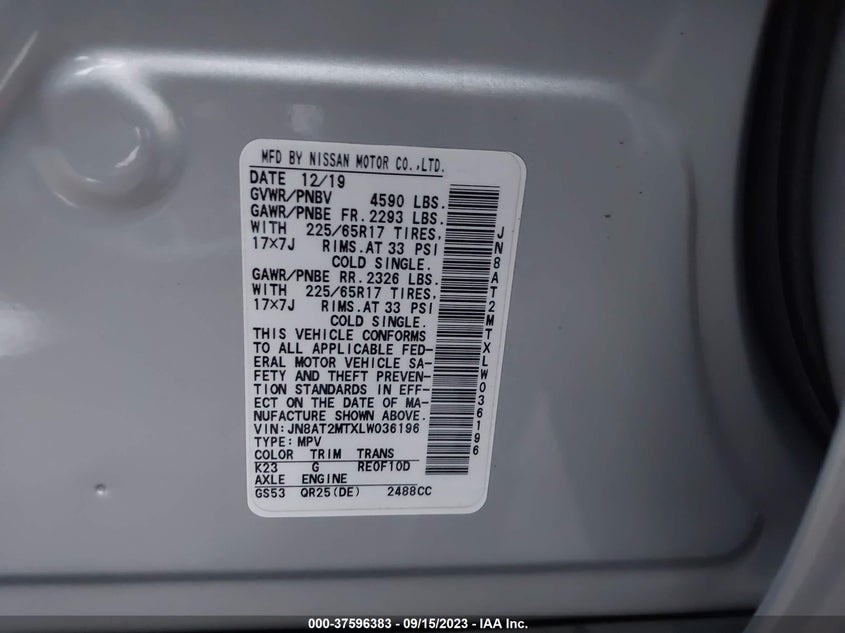 MFD BY NISSAN MOTOR CO.,LTD.
DATE 12/19
GVWR/PNBV 4590 LBS.
GAWR/PNBE FR. 2293 LBS.
WITH 225/65R17 TIRES,
17×7J RIMS. AT 33 PSI
COLD SINGLE.
GAWR/PNBE RR. 2326 LBS.
WITH 225/65R17 TIRES,
17×7J RIMS. AT 33 PSI
COLD SINGLE.
THIS VEHICLE CONFORMS
TO ALL APPLICABLE FED-
ERAL MOTOR VEHICLE SA-
FETY AND THEFT PREVEN-
TION STANDARDS IN EFF-
ECT ON THE DATE OF MA-
NUFACTURE SHOWN ABOVE.
VIN:JN8AT2MTXLW036196
TYPE:MPV
COLOR TRIM TRANS
K23 G RE0F10D
AXLE ENGINE
GS53 QR25(DE) 2488CC
JN8AT2MTXLW036196
000-37596383 - 09/15/2023 - IAA Inc.